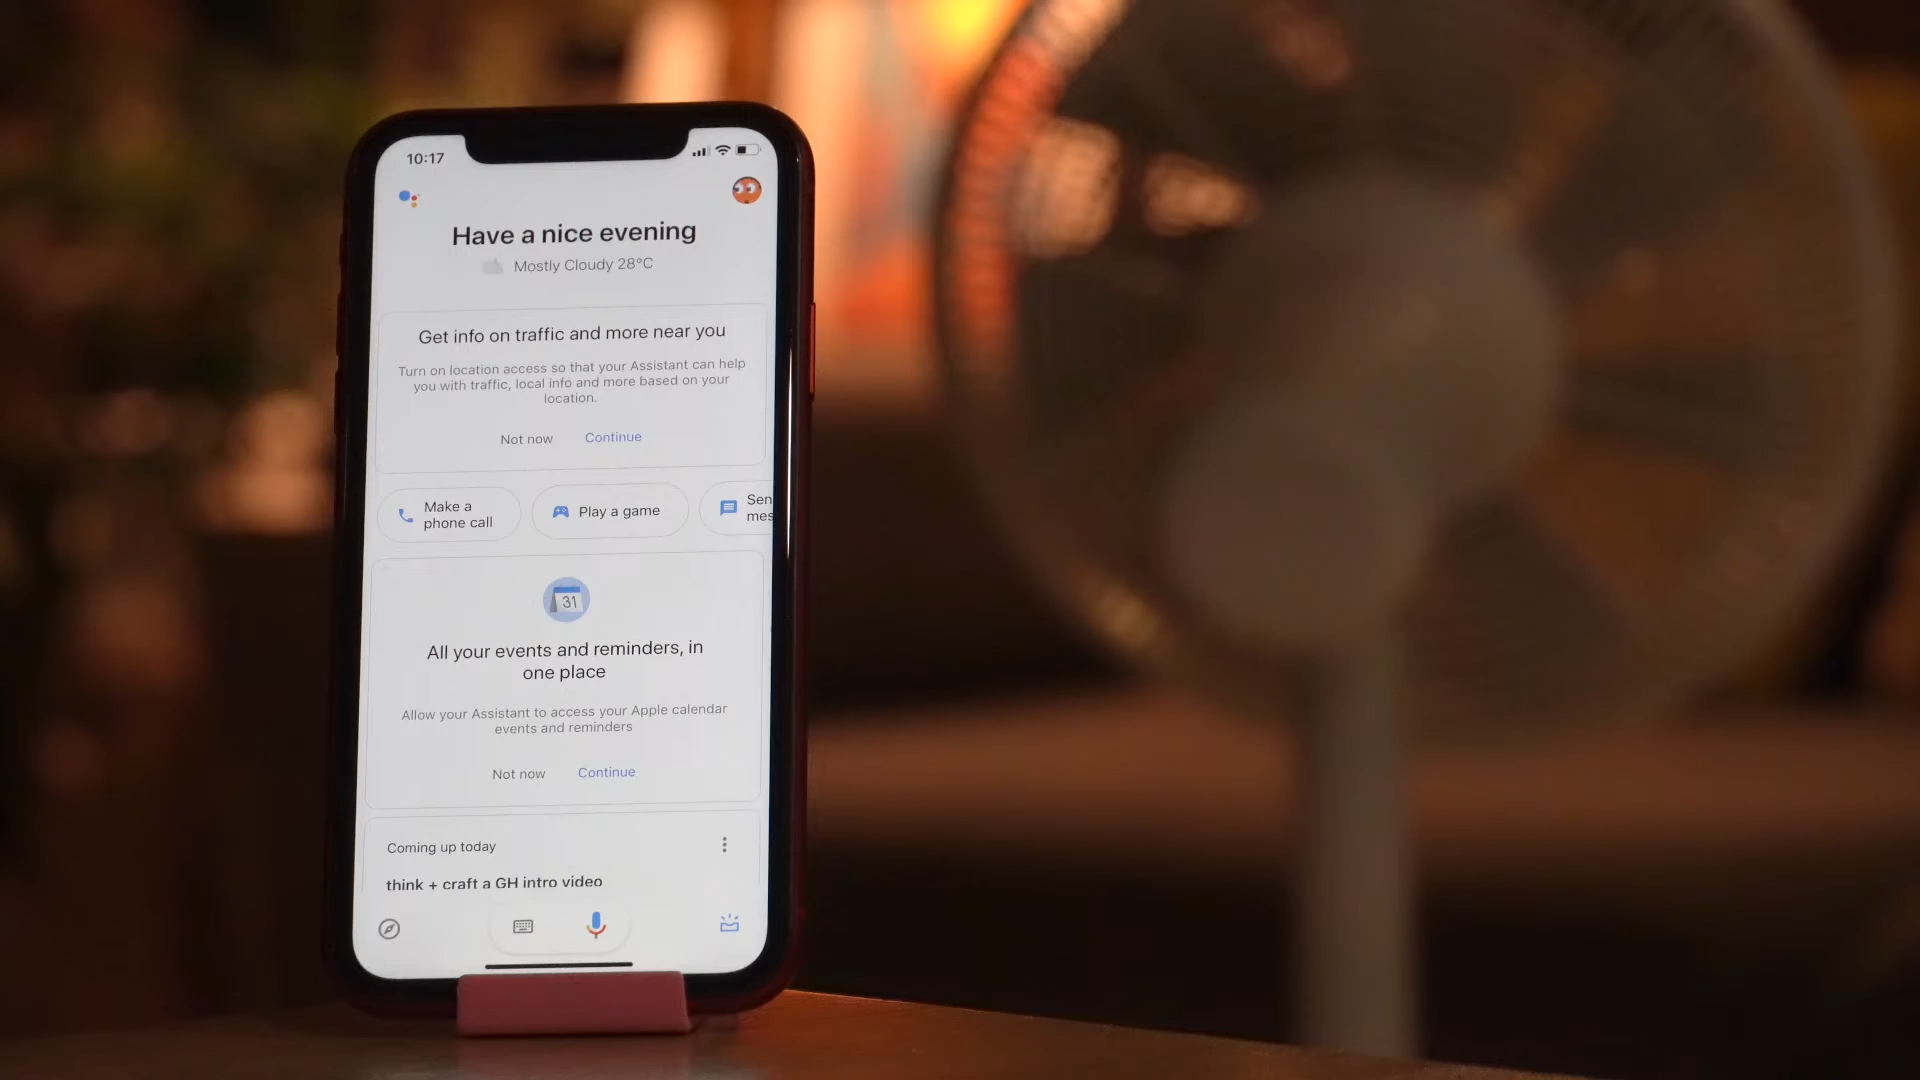 10:17
Have a nice evening
Mostly Cloudy 28°C
Get info on traffic and more near you
Turn on location access so that your Assistant can help
you with traffic, local info and more based on your
location.
Not now
Continue
Make a
phone call
Play a game
Sen
mes
31
All your events and reminders, in
one place
Allow your Assistant to access your Apple calendar
events and reminders
Not now
Continue
Coming up today
think + craft a GH intro video